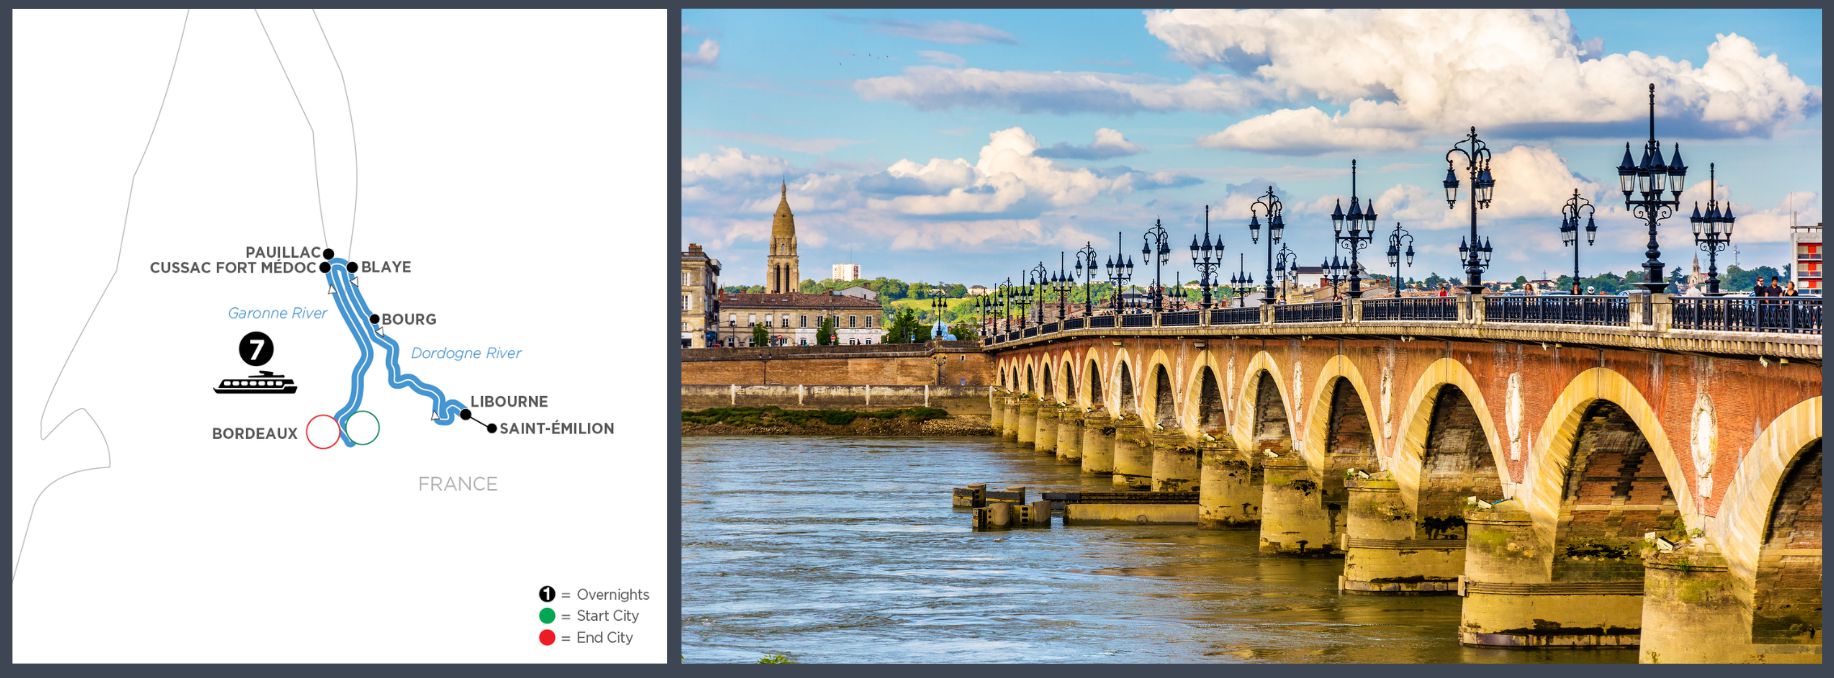 PAUILLAC
CUSSAC FORT MÉDOC
BLAYE
Garonne River
BOURG
7
Dordogne River
LIBOURNE
BORDEAUX
SAINT-ÉMILION
FRANCE
1 = Overnights
= Start City
= End City